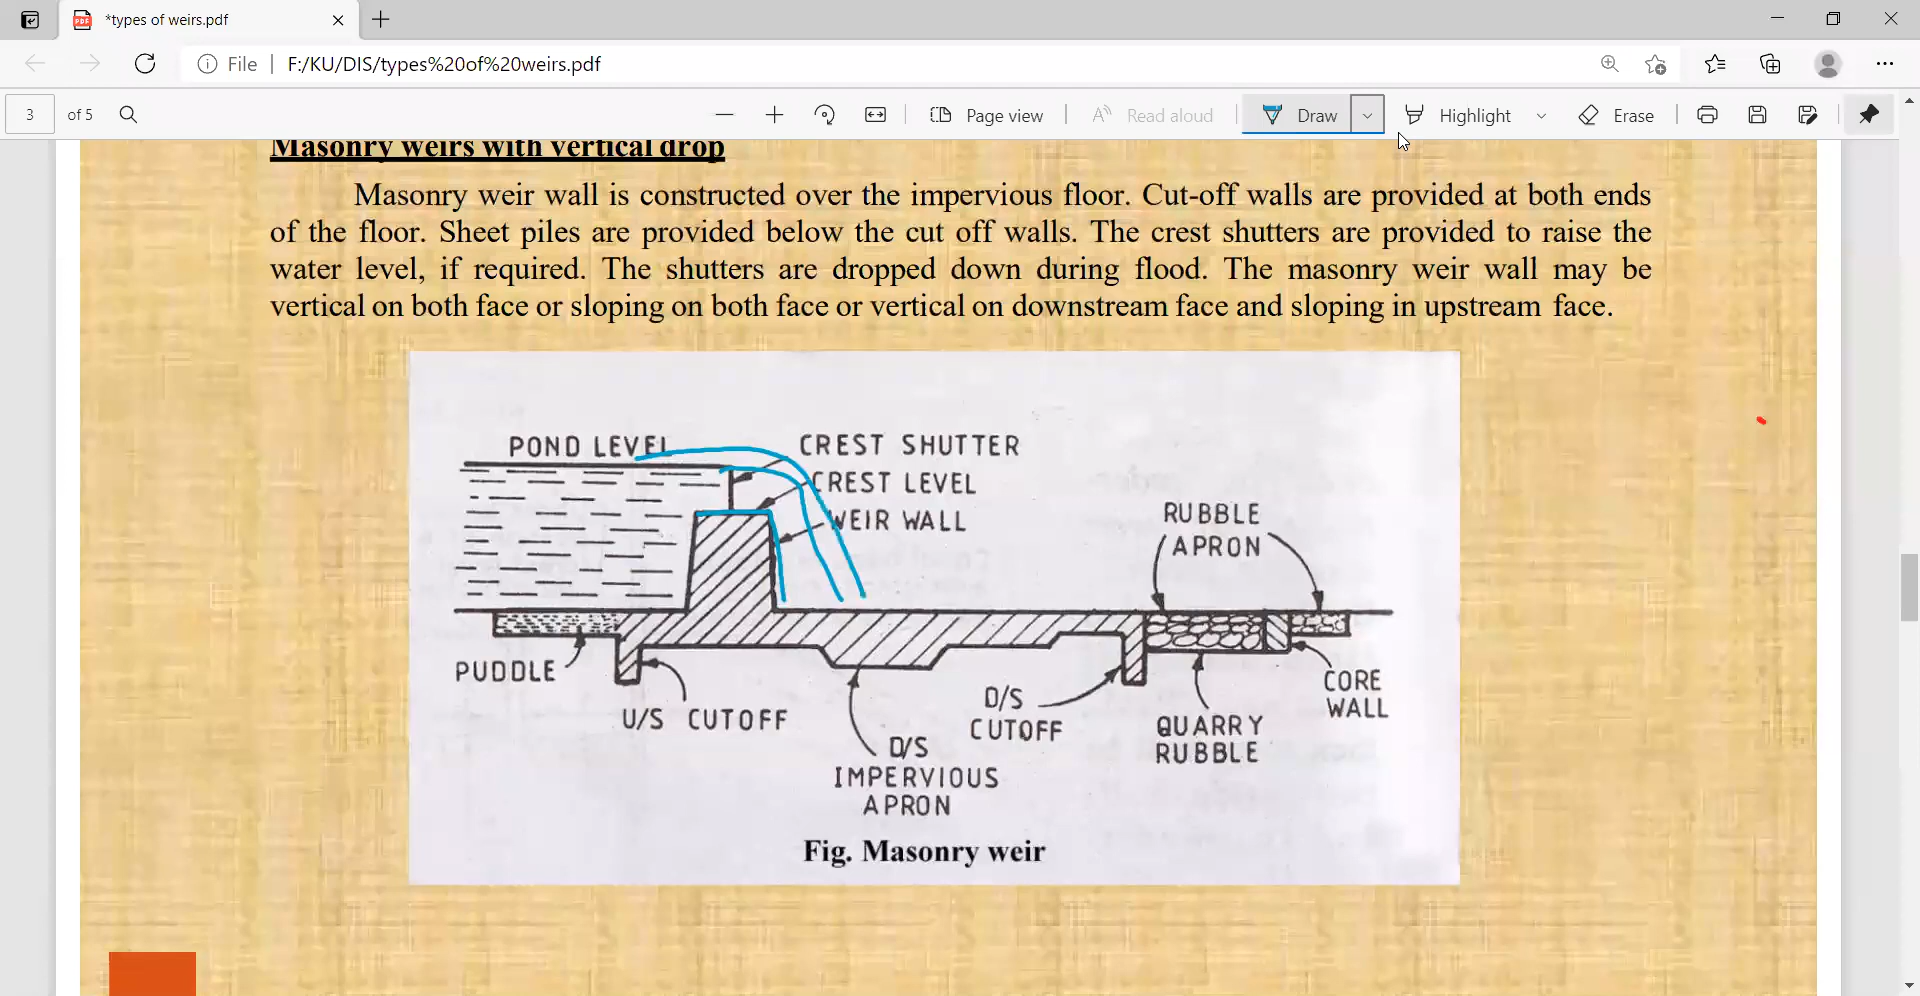 *types of weirs.pdf
File
F:/KU/DIS/types%20of%20weirs.pdf
3 of 5
Page view
Read aloud
Draw
Highlight
Erase
Masonry weirs with vertical drop
Masonry weir wall is constructed over the impervious floor. Cut-off walls are provided at both ends
of the floor. Sheet piles are provided below the cut off walls. The crest shutters are provided to raise the
water level, if required. The shutters are dropped down during flood. The masonry weir wall may be
vertical on both face or sloping on both face or vertical on downstream face and sloping in upstream face.
POND LEVEL
CREST SHUTTER
CREST LEVEL
WEIR WALL
RUBBLE
APRON
PUDDLE
U/S CUTOFF
D/S
IMPERVIOUS
APRON
D/S
CUTOFF
QUARRY
RUBBLE
CORE
WALL
Fig. Masonry weir